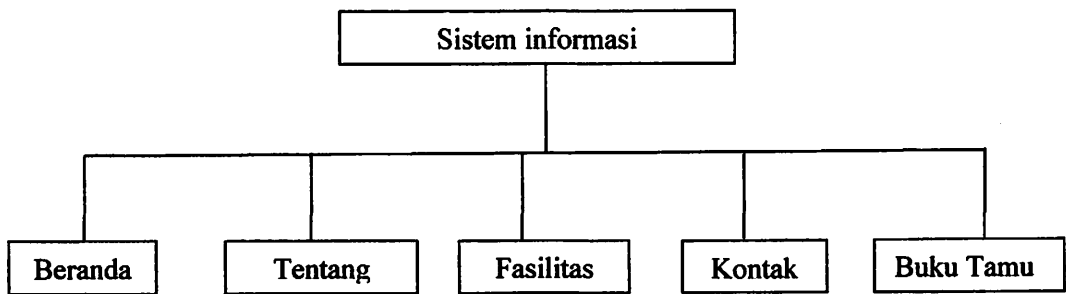 Sistem informasi
Beranda
Tentang
Fasilitas
Kontak
Buku Tamu